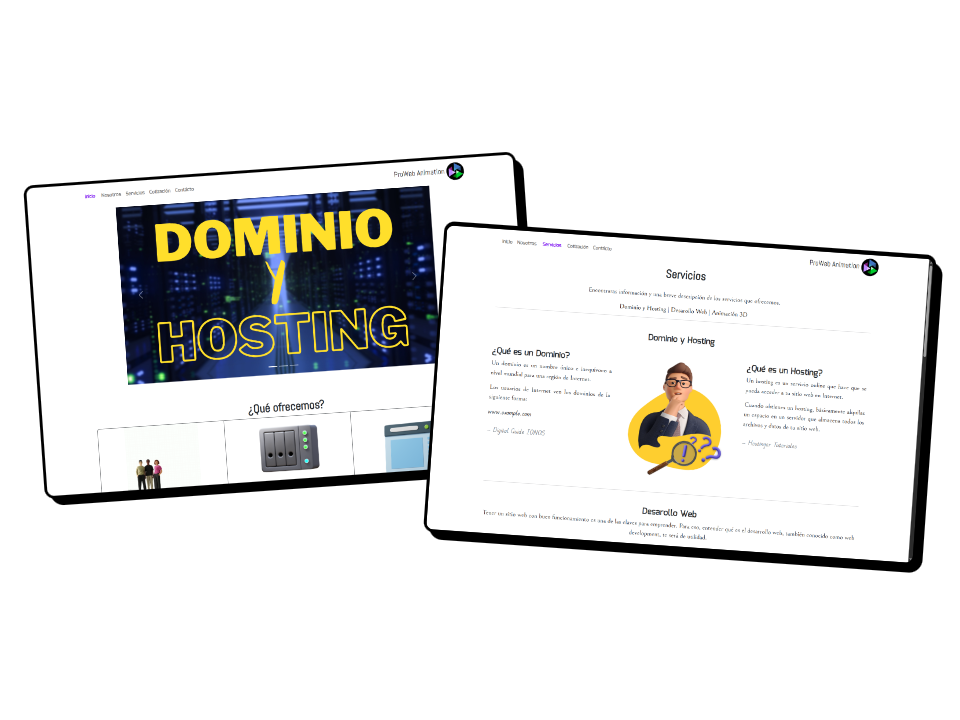 Inicio Nosotros Servicios Cotización Contácto
ProWeb Animation
DOMINIO
y
HOSTING
¿Qué ofrecemos?
Inicio Nosotros Servicios Cotización Contácto
ProWeb Animation
Servicios
Encontraras información y una breve descripción de los servicios que ofrecemos.
Dominio y Hosting | Desarollo Web | Animación 3D
Dominio y Hosting
¿Qué es un Dominio?
Un dominio es un nombre único e inequívoco a
nivel mundial para una región de Internet.
Los usuarios de Internet ven los dominios de la
siguiente forma:
www.example.com
— Digital Guide IONOS
¿Qué es un Hosting?
Un hosting es un servicio online que hace que se
pueda acceder a tu sitio web en Internet.
Cuando obtienes un hosting, básicamente alquilas
un espacio en un servidor que almacena todos los
archivos y datos de tu sitio web.
— Hostinger Tutoriales
Desarollo Web
Tener un sitio web con buen funcionamiento es una de las claves para emprender. Para eso, entender qué es el desarrollo web, también conocido como web
development, te será de utilidad.